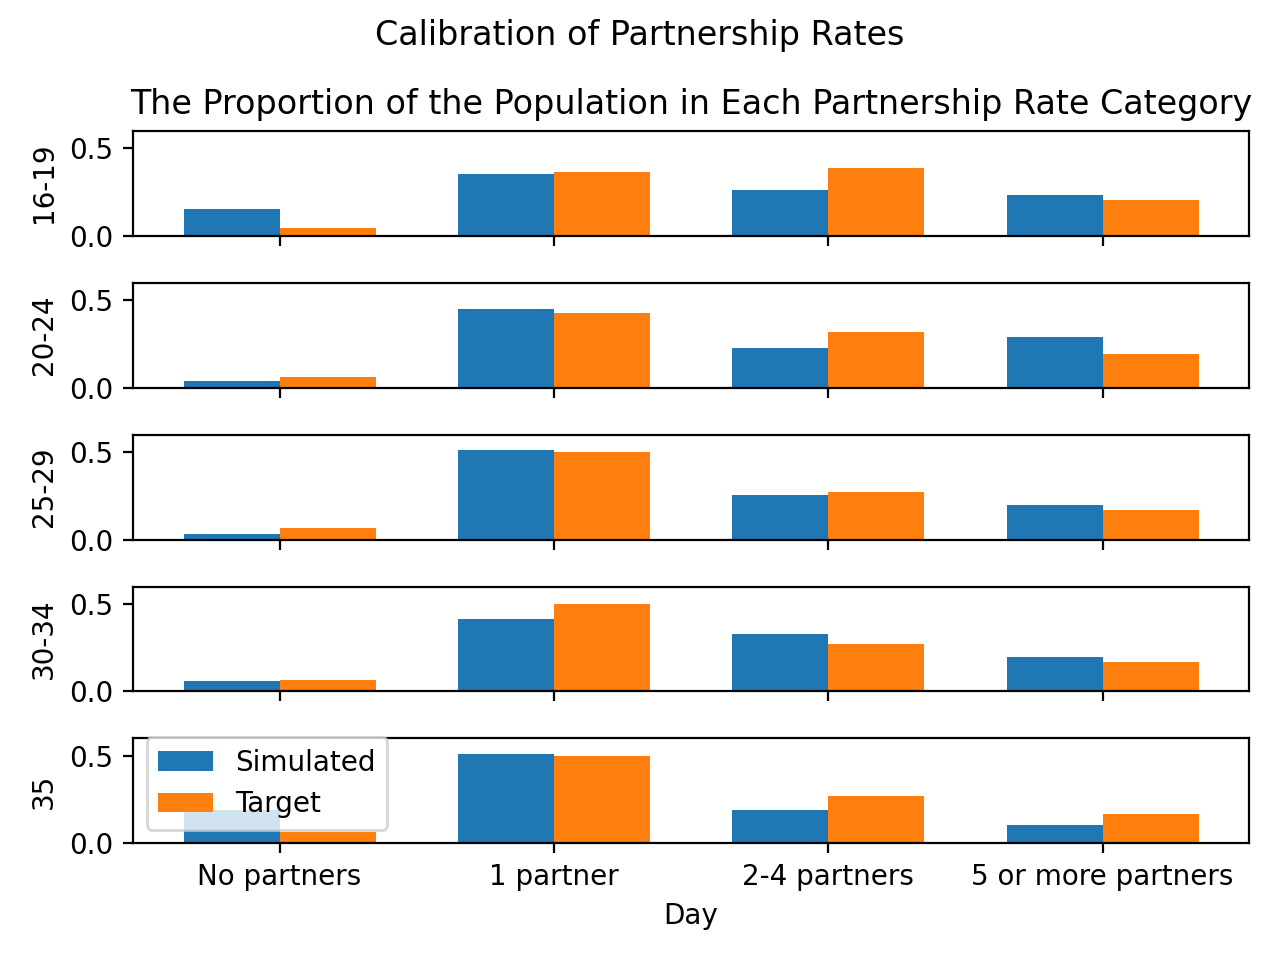 Calibration of Partnership Rates
The Proportion of the Population in Each Partnership Rate Category
0.5
0.0
16-19
0.5
0.0
20-24
0.5
0.0
25-29
0.5
0.0
30-34
0.5
0.0
35
Simulated
Target
No partners
1 partner
2-4 partners
5 or more partners
Day